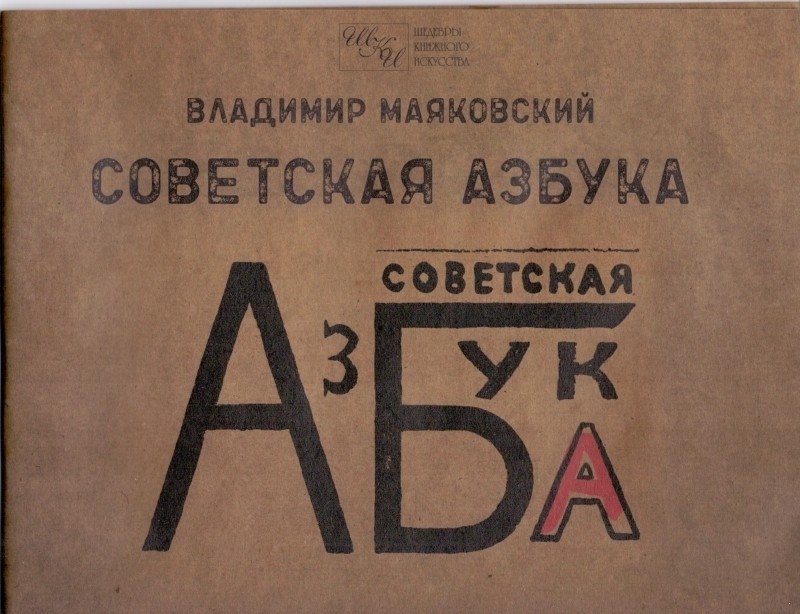 ШЕДЕВРЫ
КНИЖНОГО
ИСКУССТВА
ВЛАДИМИР МАЯКОВСКИЙ
СОВЕТСКАЯ АЗБУКА
СОВЕТСКАЯ
АЗБУКА